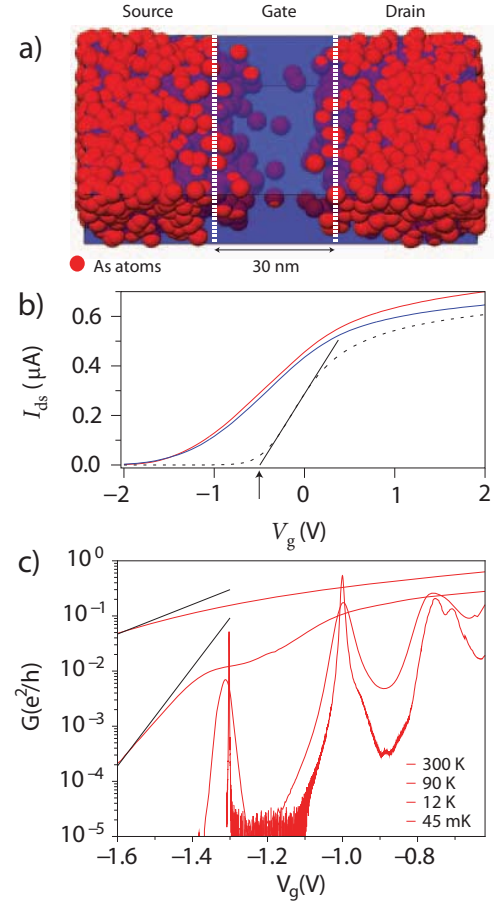 a)
Source Gate Drain
As atoms 30 nm
b)
0.6
0.4
0.2
0.0
I_ds (μA)
−2 −1 0 1 2
V_g (V)
c)
10^0
10^-1
10^-2
10^-3
10^-4
10^-5
G(e^2/h)
300 K
90 K
12 K
45 mK
−1.6 −1.4 −1.2 −1.0 −0.8
V_g(V)